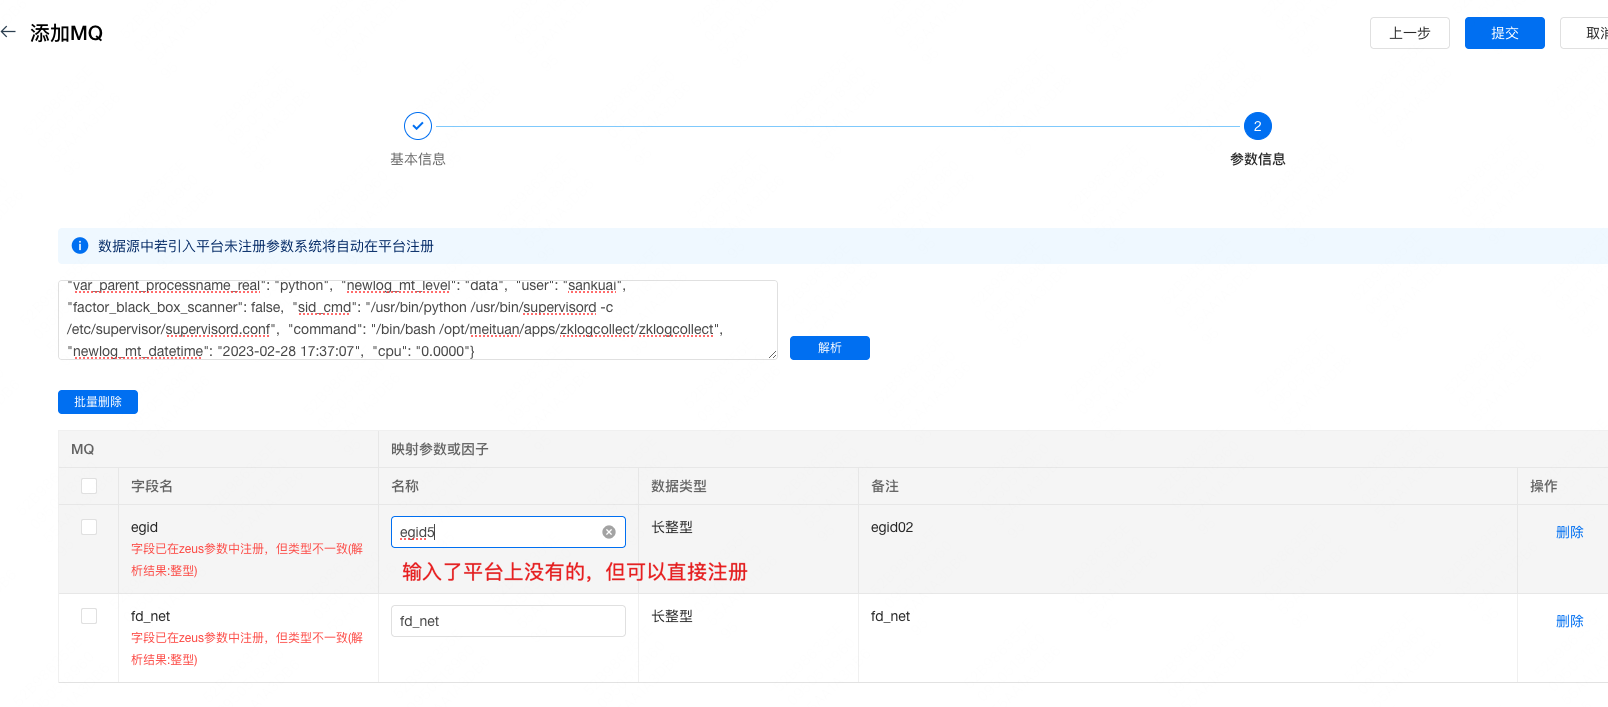 添加MQ
上一步
提交
取消
2
基本信息
参数信息
数据源中若引入平台未注册参数系统将自动在平台注册
"var_parent_processname_real": "python", "newlog_mt_level": "data", "user": "sankuai",
"factor_black_box_scanner": false, "sid_cmd": "/usr/bin/python /usr/bin/supervisord -c
/etc/supervisor/supervisord.conf", "command": "/bin/bash /opt/meituan/apps/zklogcollect/zklogcollect",
"newlog_mt_datetime": "2023-02-28 17:37:07", "cpu": "0.0000"}
解析
批量删除
MQ
映射参数或因子
字段名
名称
数据类型
备注
操作
egid
字段已在zeus参数中注册，但类型不一致(解
析结果:整型)
egid5
长整型
egid02
删除
输入了平台上没有的，但可以直接注册
fd_net
字段已在zeus参数中注册，但类型不一致(解
析结果:整型)
fd_net
长整型
fd_net
删除